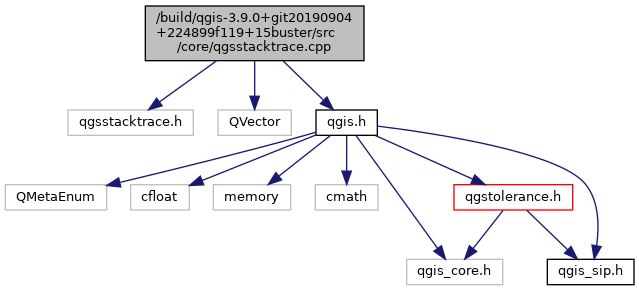 /build/qgis-3.9.0+git20190904
+224899f119+15buster/src
/core/qgsstacktrace.cpp
qgsstacktrace.h
QVector
qgis.h
QMetaEnum
cfloat
memory
cmath
qgstolerance.h
qgis_core.h
qgis_sip.h